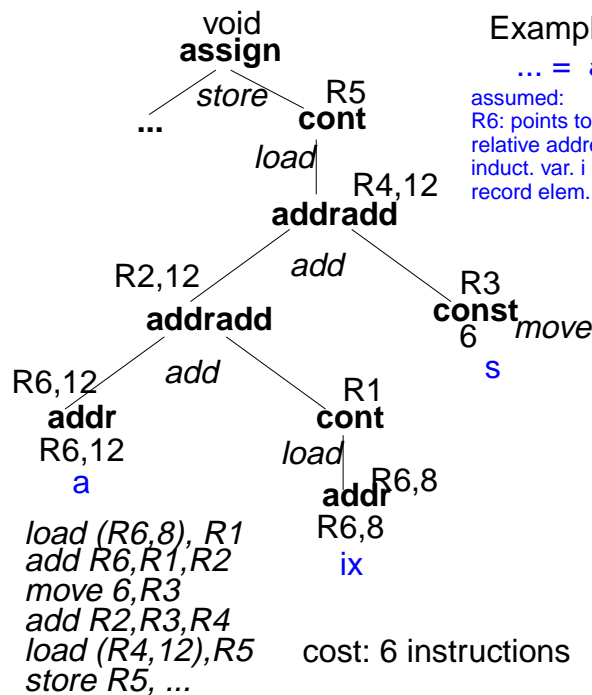 void
assign
Exampl
... = a
store
R5
...
cont
assumed:
R6: points to
relative addre
induct. var. i
record elem.
load
R4,12
addradd
add
R2,12
R3
addradd
const
6
move
s
add
R6,12
R1
addr
cont
R6,12
load
a
addr
R6,8
R6,8
ix
load (R6,8), R1
add R6,R1,R2
move 6,R3
add R2,R3,R4
load (R4,12),R5
cost: 6 instructions
store R5, ...